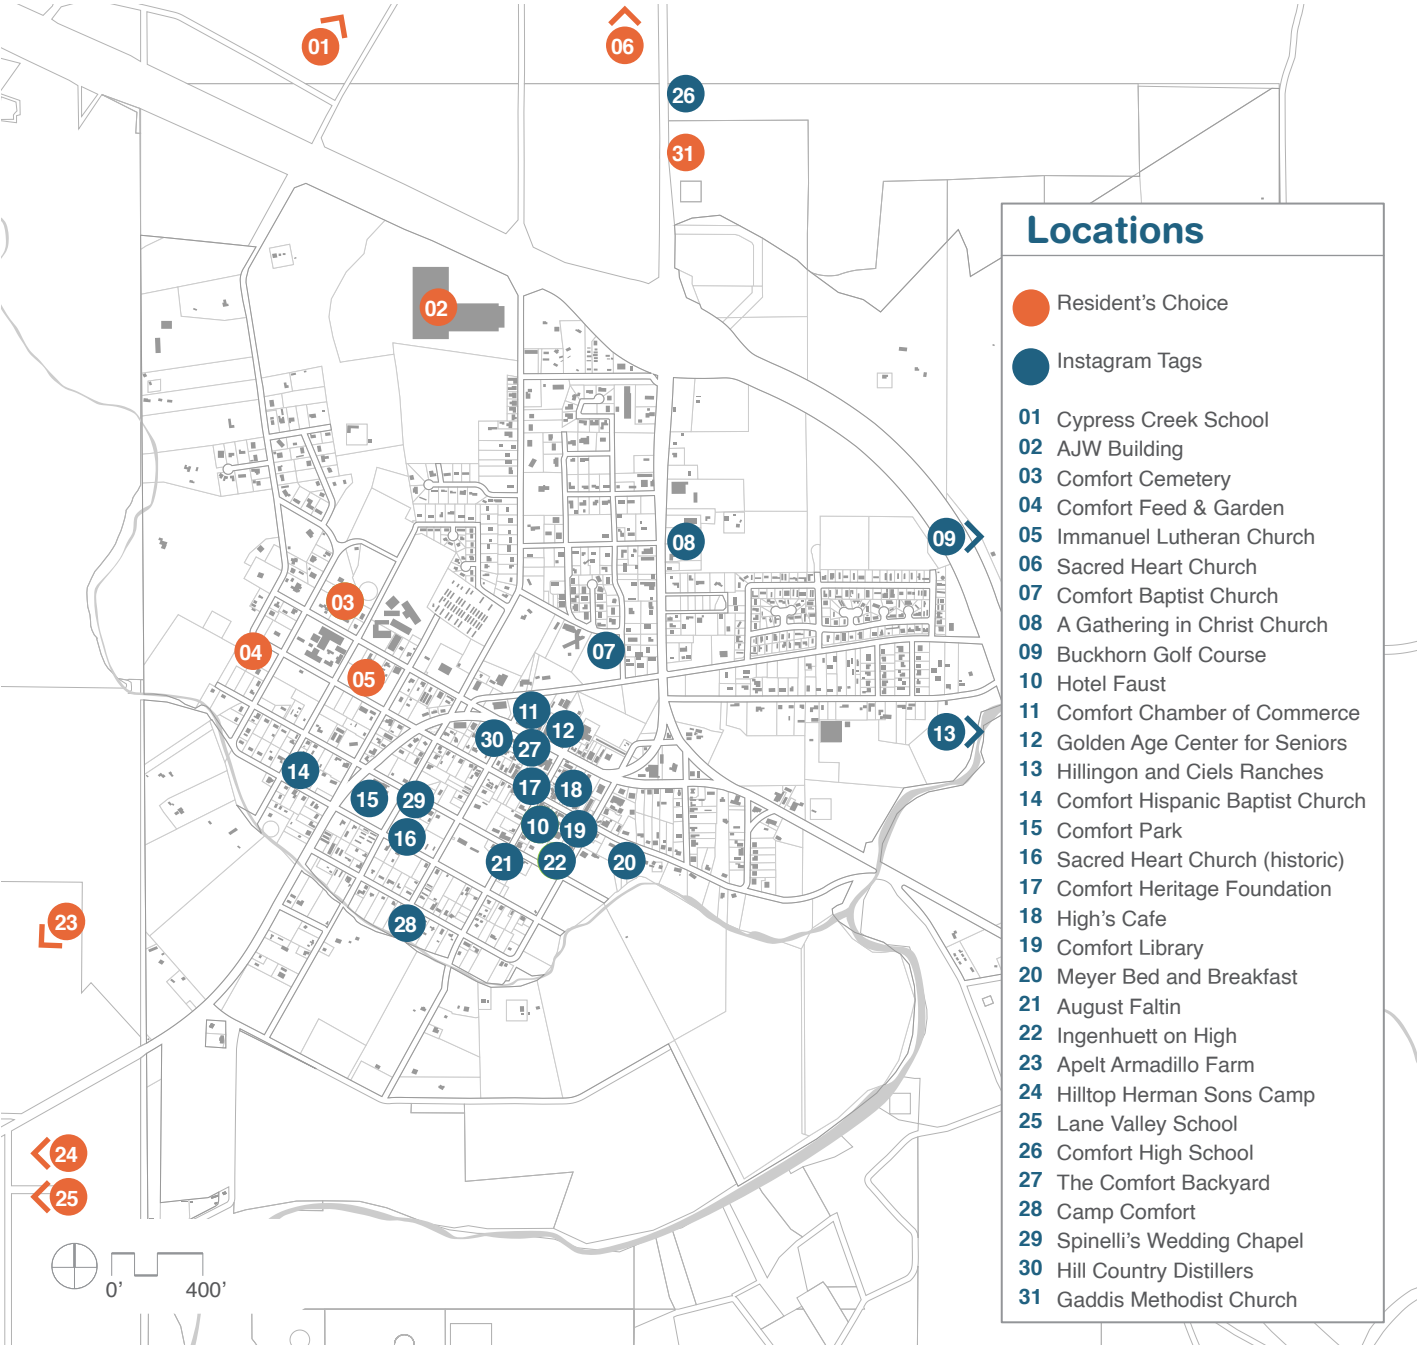 01
06
26
31
02
08
09
03
04
07
05
11
12
30
27
13
14
17
18
15
29
10
19
16
21
22
20
23
28
24
25
0’ 400’
Locations
Resident’s Choice
Instagram Tags
01 Cypress Creek School
02 AJW Building
03 Comfort Cemetery
04 Comfort Feed & Garden
05 Immanuel Lutheran Church
06 Sacred Heart Church
07 Comfort Baptist Church
08 A Gathering in Christ Church
09 Buckhorn Golf Course
10 Hotel Faust
11 Comfort Chamber of Commerce
12 Golden Age Center for Seniors
13 Hillingon and Ciels Ranches
14 Comfort Hispanic Baptist Church
15 Comfort Park
16 Sacred Heart Church (historic)
17 Comfort Heritage Foundation
18 High’s Cafe
19 Comfort Library
20 Meyer Bed and Breakfast
21 August Faltin
22 Ingenhuett on High
23 Apelt Armadillo Farm
24 Hilltop Herman Sons Camp
25 Lane Valley School
26 Comfort High School
27 The Comfort Backyard
28 Camp Comfort
29 Spinelli’s Wedding Chapel
30 Hill Country Distillers
31 Gaddis Methodist Church